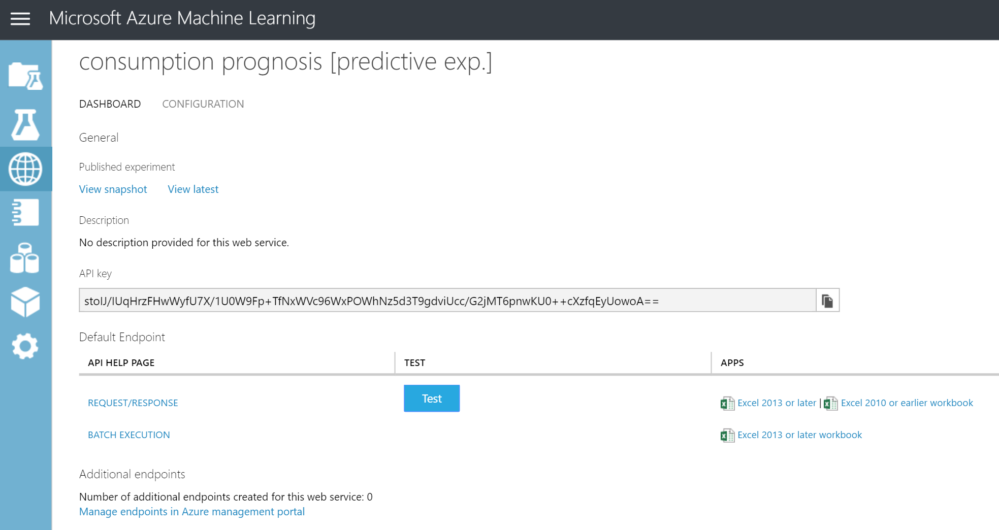 Microsoft Azure Machine Learning
consumption prognosis [predictive exp.]
DASHBOARD CONFIGURATION
General
Published experiment
View snapshot View latest
Description
No description provided for this web service.
API key
stoIJ/IUqHrzFHwWyfU7X/1U0W9Fp+TfNxWVc96WxPOWhNz5d3T9gdviUcc/G2jMT6pnwKU0++cXzfqEyUowoA==
Default Endpoint
API HELP PAGE TEST APPS
REQUEST/RESPONSE Test Excel 2013 or later | Excel 2010 or earlier workbook
BATCH EXECUTION Excel 2013 or later workbook
Additional endpoints
Number of additional endpoints created for this web service: 0
Manage endpoints in Azure management portal